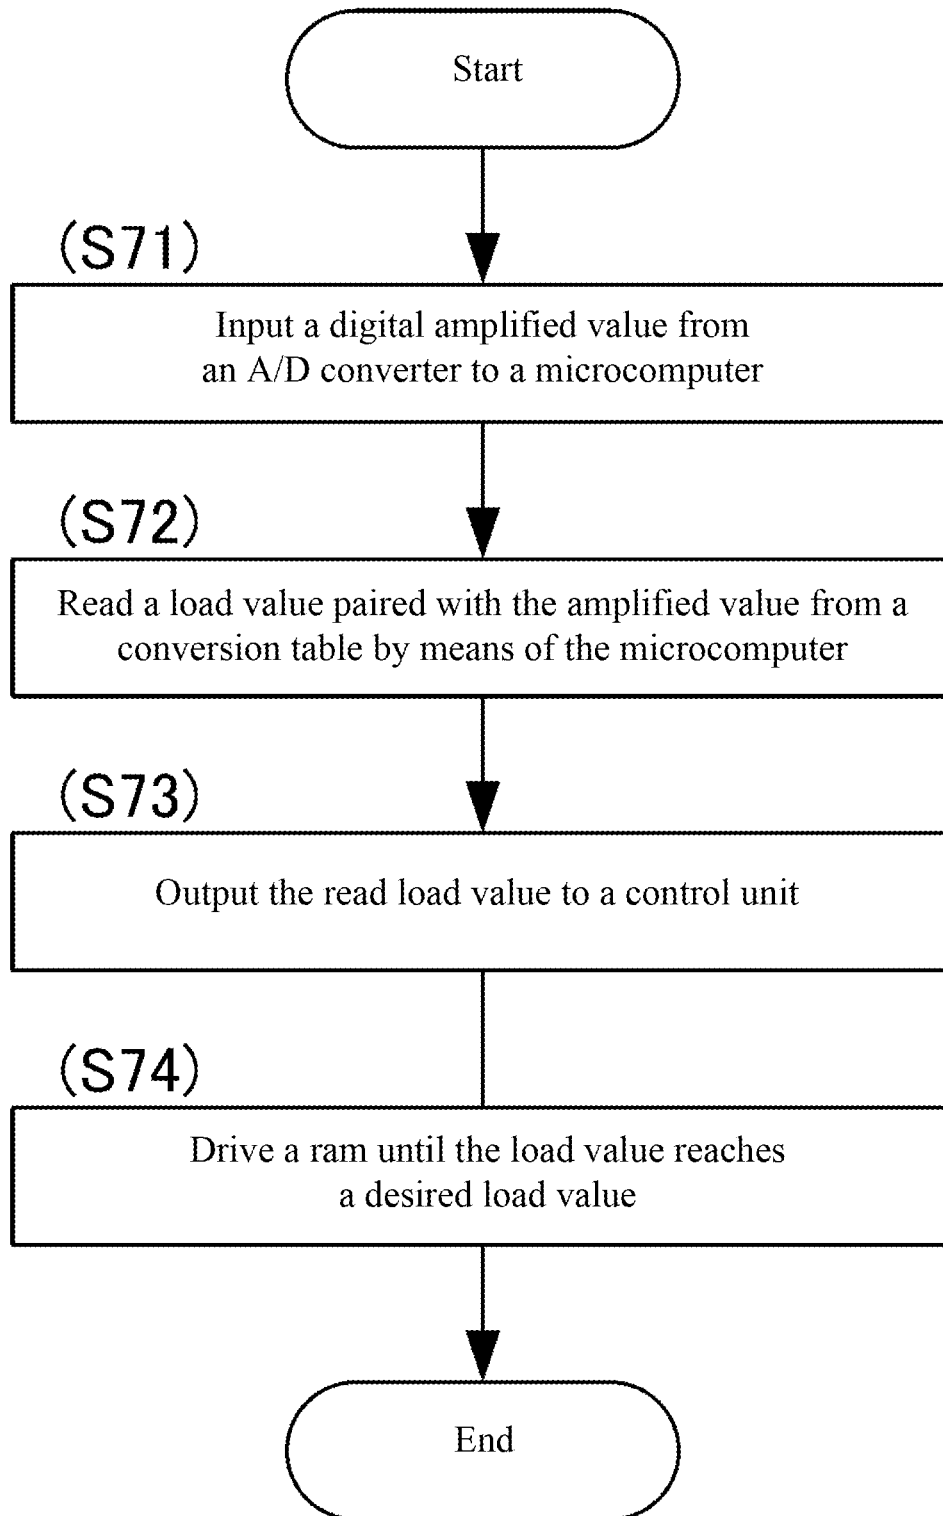 Start
(S71)
Input a digital amplified value from
an A/D converter to a microcomputer
(S72)
Read a load value paired with the amplified value from a
conversion table by means of the microcomputer
(S73)
Output the read load value to a control unit
(S74)
Drive a ram until the load value reaches
a desired load value
End